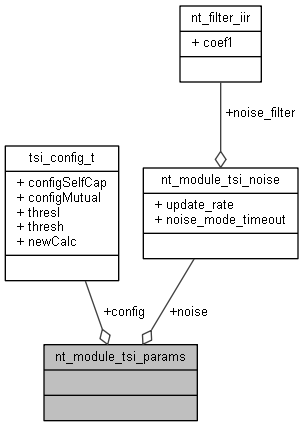 nt_filter_iir
+ coef1
+noise_filter
tsi_config_t
+ configSelfCap
+ configMutual
+ thresl
+ thresh
+ newCalc
nt_module_tsi_noise
+ update_rate
+ noise_mode_timeout
+config
+noise
nt_module_tsi_params